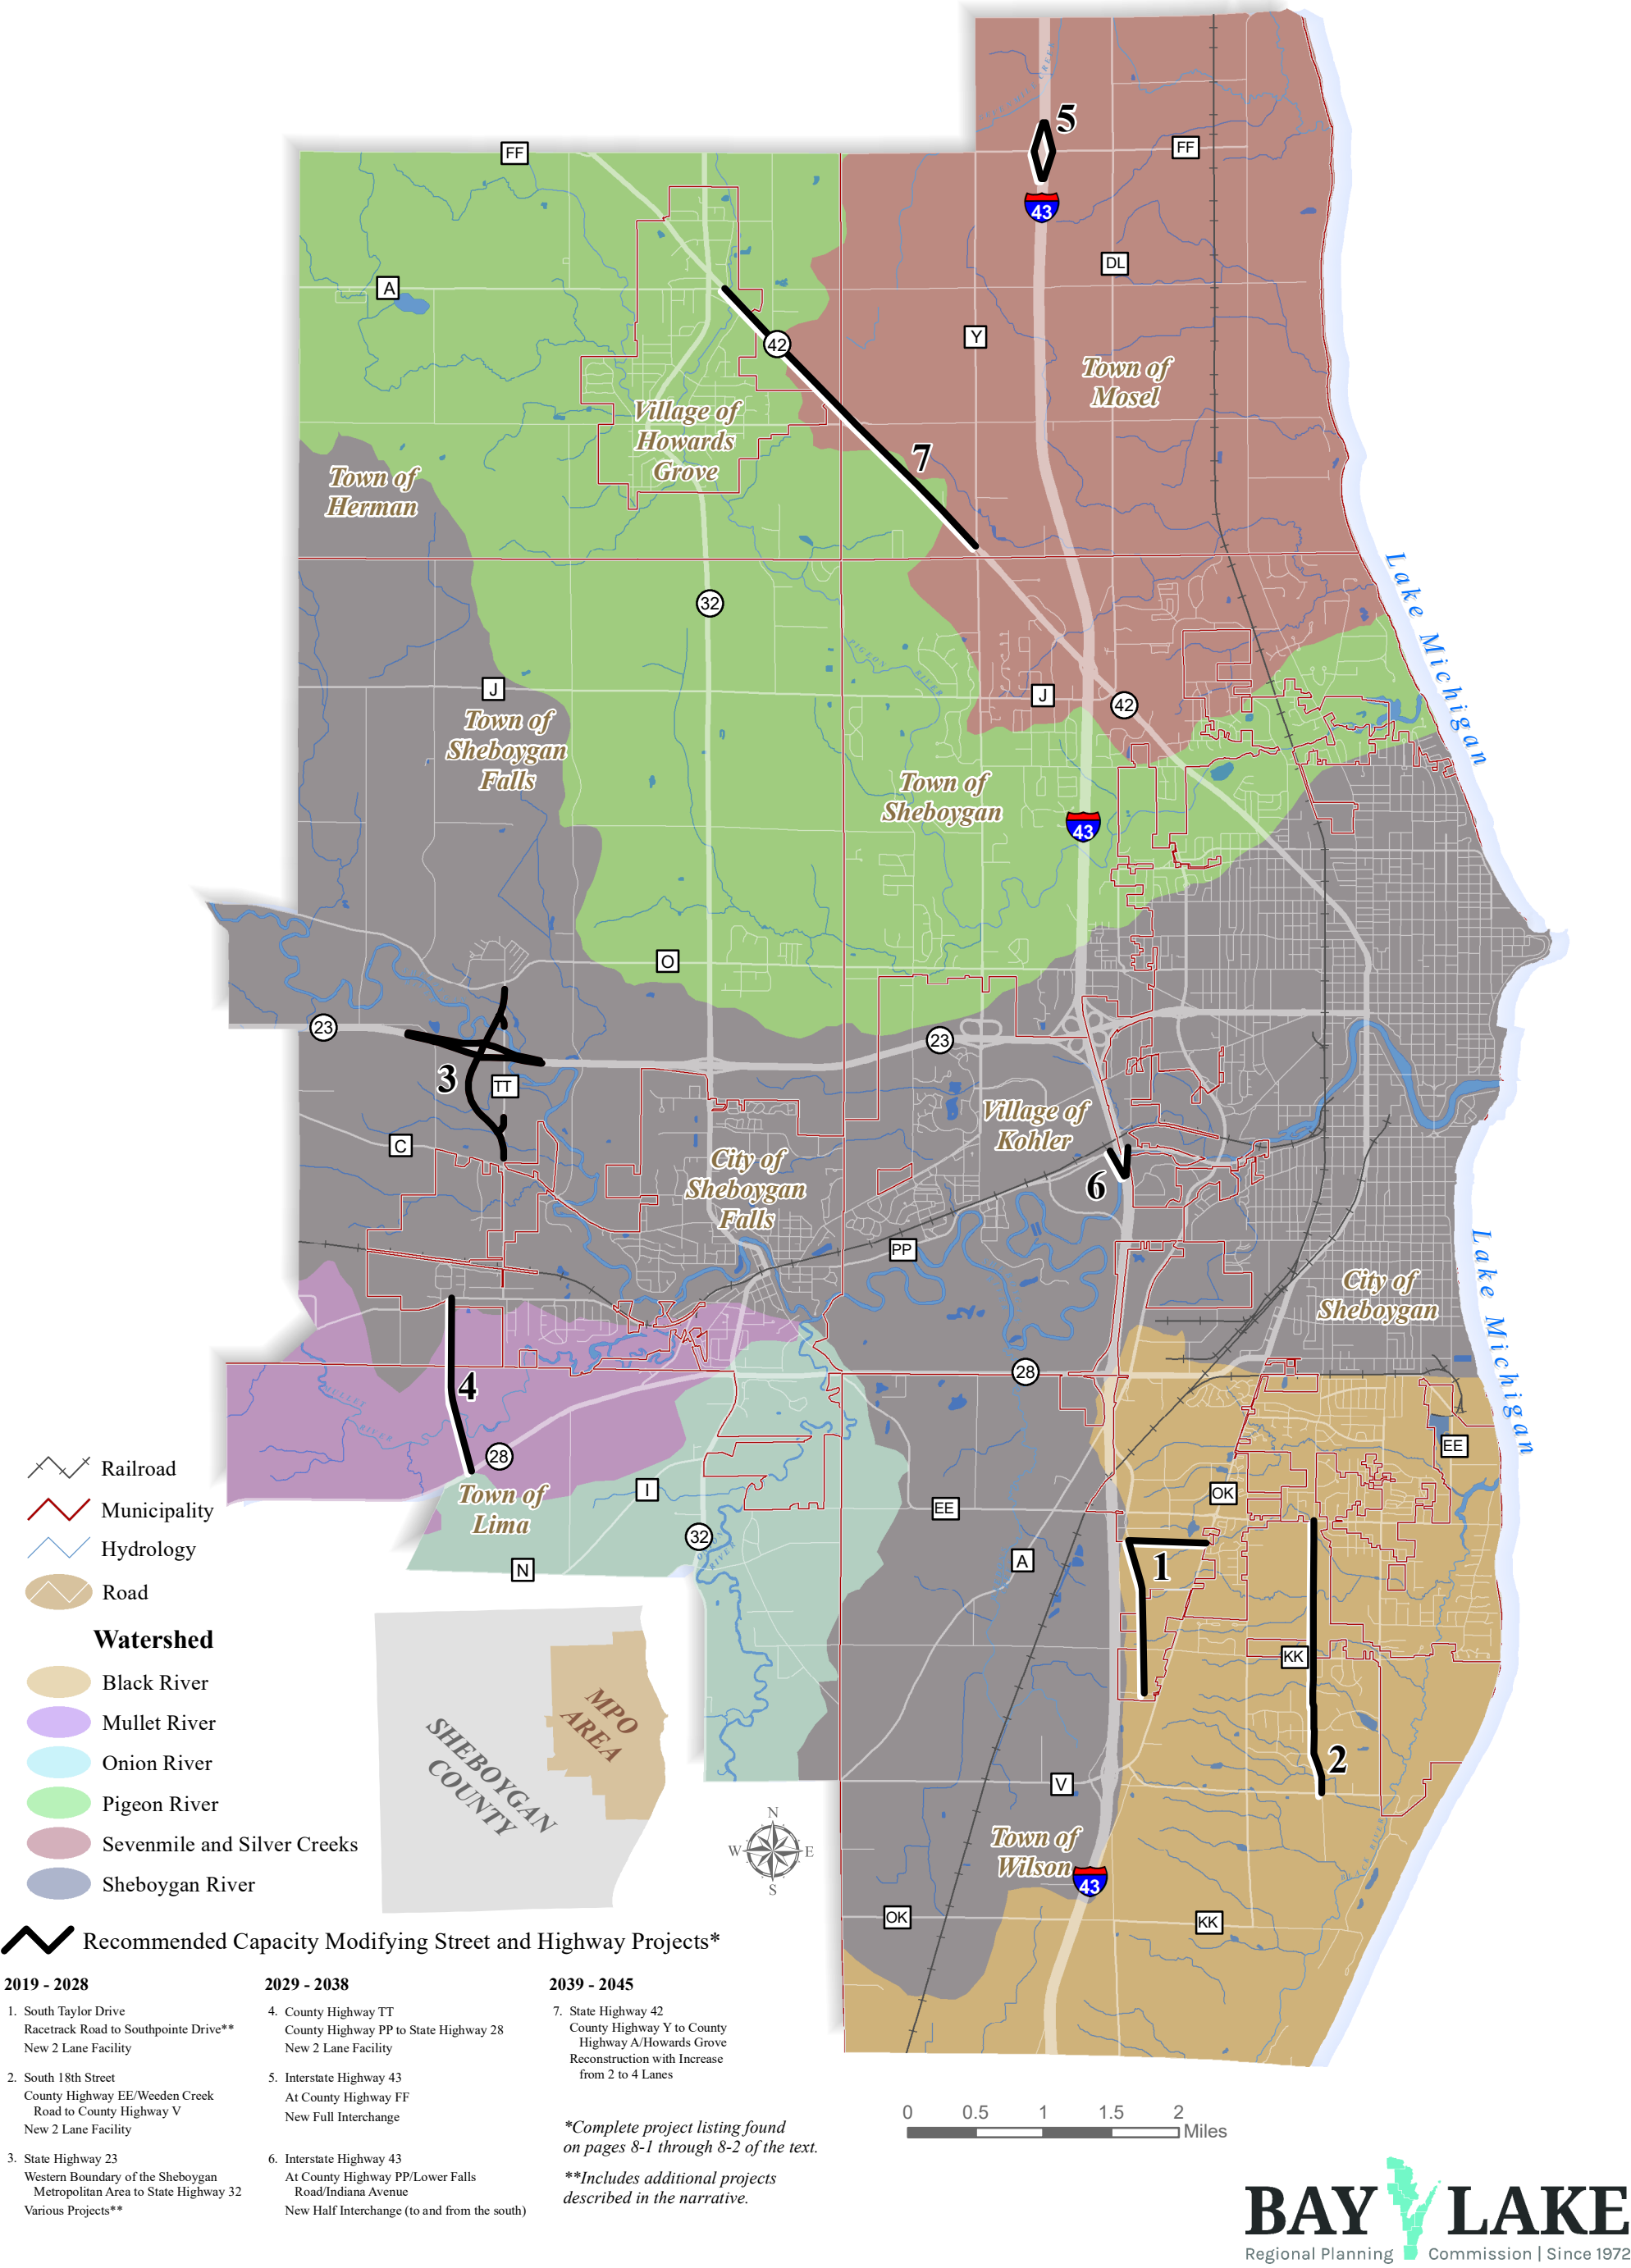 5
FF
FF
43
DL
A
Y
42
Town of
Mosel
Village of
Howards
Grove
7
Town of
Herman
Lake Michigan
32
PIGEON
RIVER
J
J
42
Town of
Sheboygan
Falls
Town of
Sheboygan
43
O
23
23
3
TT
Village of
Kohler
C
City of
Sheboygan
Falls
6
PP
Lake Michigan
City of
Sheboygan
28
4
MULLET
RIVER
28
EE
I
OK
Town of
Lima
EE
32
RIVER
N
A
1
KK
2
V
Town of
Wilson
43
OK
KK
Railroad
Municipality
Hydrology
Road
Watershed
Black River
Mullet River
Onion River
Pigeon River
Sevenmile and Silver Creeks
Sheboygan River
MPO
AREA
SHEBOYGAN
COUNTY
N
W E
S
Recommended Capacity Modifying Street and Highway Projects*
2019 - 2028
1. South Taylor Drive
Racetrack Road to Southpointe Drive**
New 2 Lane Facility
2. South 18th Street
County Highway EE/Weeden Creek
Road to County Highway V
New 2 Lane Facility
3. State Highway 23
Western Boundary of the Sheboygan
Metropolitan Area to State Highway 32
Various Projects**
2029 - 2038
4. County Highway TT
County Highway PP to State Highway 28
New 2 Lane Facility
5. Interstate Highway 43
At County Highway FF
New Full Interchange
6. Interstate Highway 43
At County Highway PP/Lower Falls
Road/Indiana Avenue
New Half Interchange (to and from the south)
2039 - 2045
7. State Highway 42
County Highway Y to County
Highway A/Howards Grove
Reconstruction with Increase
from 2 to 4 Lanes
*Complete project listing found
on pages 8-1 through 8-2 of the text.
**Includes additional projects
described in the narrative.
0 0.5 1 1.5 2
Miles
BAY LAKE
Regional Planning Commission | Since 1972